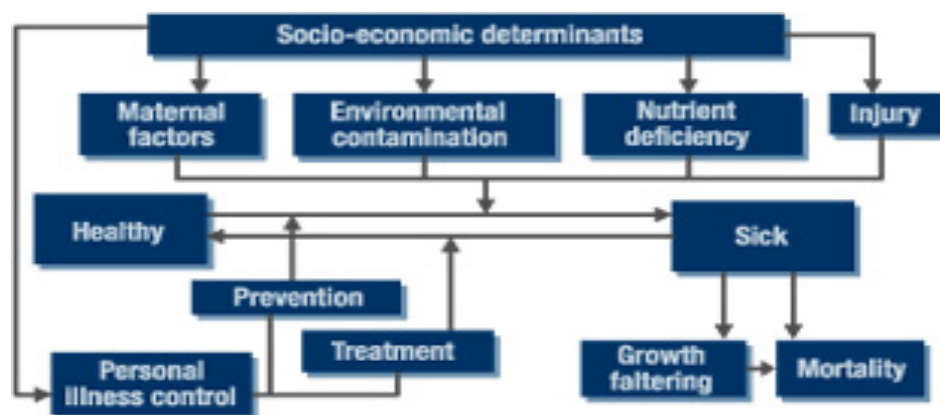 Socio-economic determinants
Maternal
factors
Environmental
contamination
Nutrient
deficiency
Injury
Healthy
Sick
Prevention
Treatment
Personal
illness control
Growth
faltering
Mortality